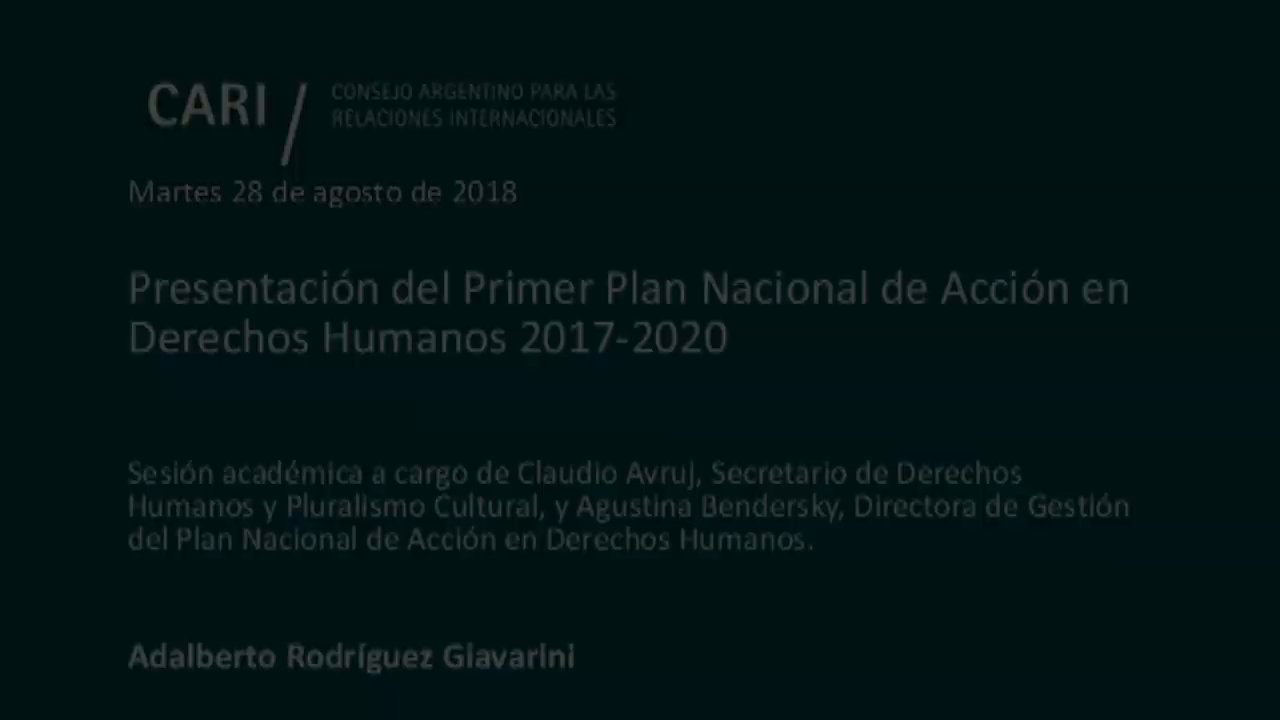 CARI
CONSEJO ARGENTINO PARA LAS
RELACIONES INTERNACIONALES
Martes 28 de agosto de 2018
Presentación del Primer Plan Nacional de Acción en
Derechos Humanos 2017-2020
Sesión académica a cargo de Claudio Avruj, Secretario de Derechos
Humanos y Pluralismo Cultural, y Agustina Bendersky, Directora de Gestión
del Plan Nacional de Acción en Derechos Humanos.
Adalberto Rodríguez Giavarini